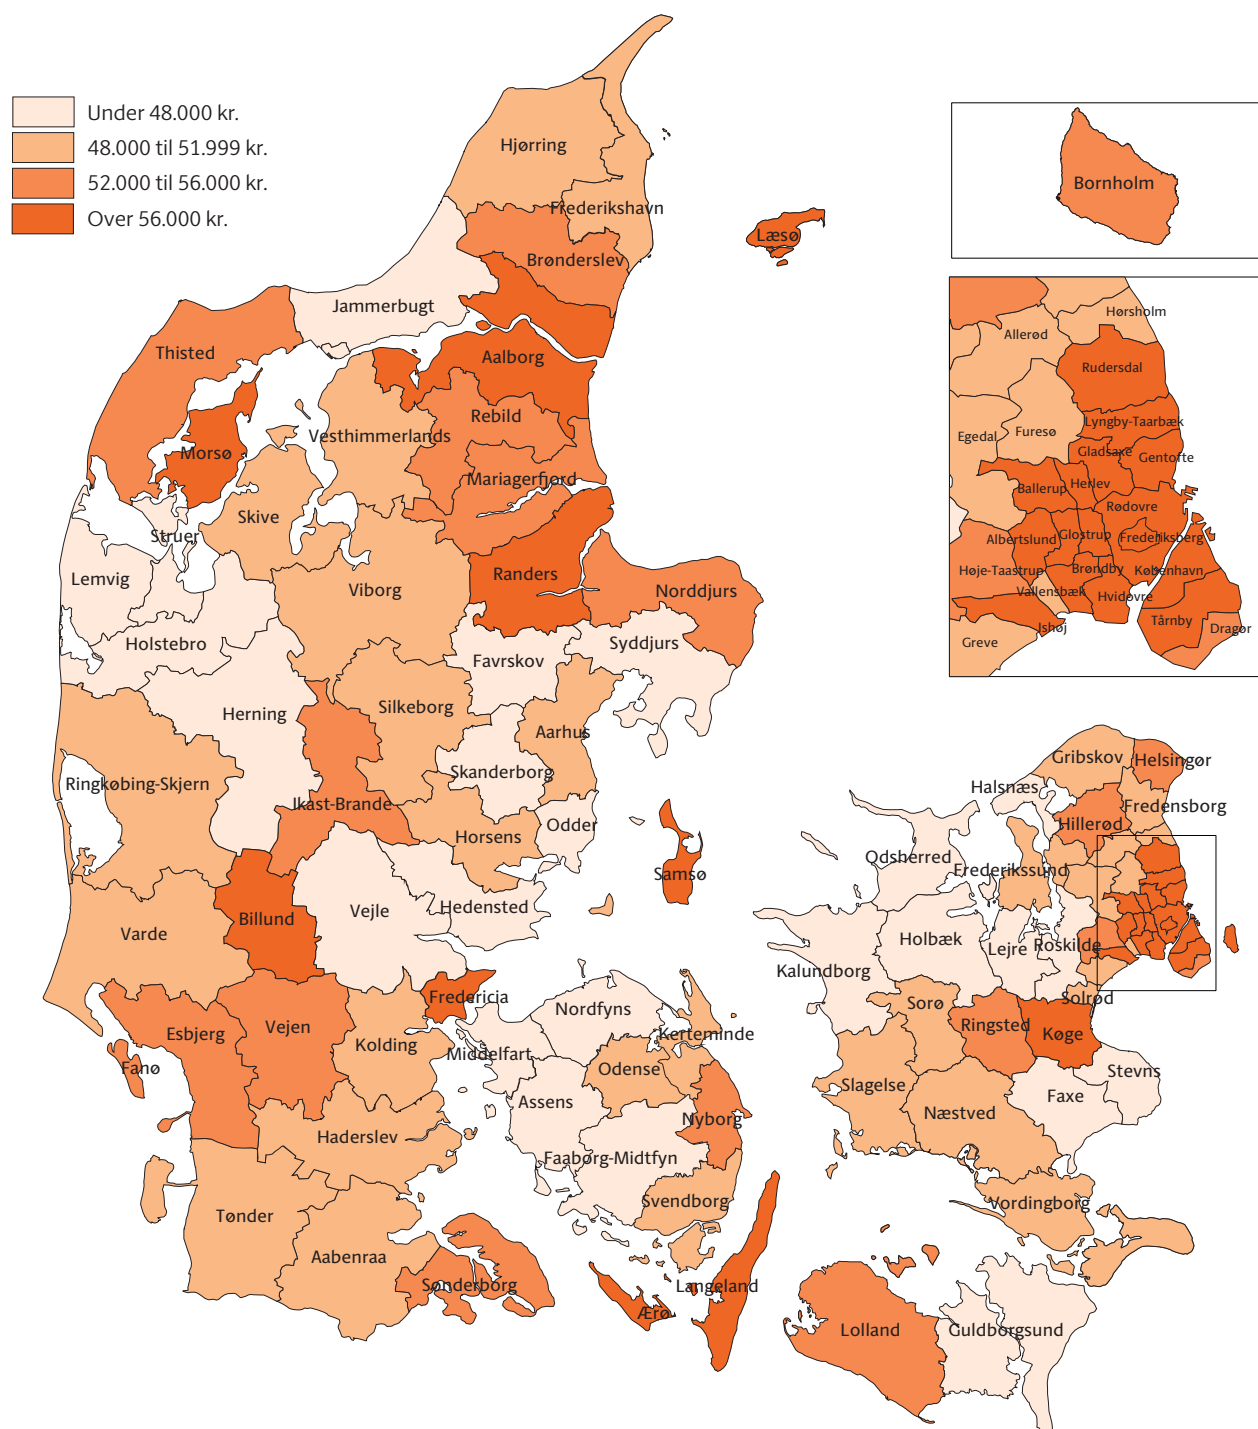 Under 48.000 kr.
48.000 til 51.999 kr.
52.000 til 56.000 kr.
Over 56.000 kr.
Hjørring
Frederikshavn
Læsø
Brønderslev
Jammerbugt
Thisted
Aalborg
Rebild
Vesthimmerlands
Morsø
Mariagerfjord
Skive
Struer
Lemvig
Viborg
Randers
Norddjurs
Holstebro
Favrskov
Syddjurs
Herning
Silkeborg
Aarhus
Skanderborg
Ringkøbing-Skjern
Ikast-Brande
Horsens
Odder
Samsø
Hedensted
Vejle
Billund
Varde
Fredericia
Esbjerg
Vejen
Kolding
Fanø
Haderslev
Tønder
Aabenraa
Sønderborg
Nordfyns
Middelfart
Kerteminde
Odense
Assens
Nyborg
Faaborg-Midtfyn
Svendborg
Langeland
Ærø
Bornholm
Hørsholm
Allerød
Rudersdal
Lyngby-Taarbæk
Furesø
Egedal
Gladsaxe
Gentofte
Ballerup
Herlev
Rødovre
Albertslund
Glostrup
Frederiksberg
Høje-Taastrup
Brøndby
København
Vallensbæk
Hvidovre
Ishøj
Tårnby
Dragør
Greve
Gribskov
Helsingør
Halsnæs
Fredensborg
Hillerød
Odsherred
Frederikssund
Holbæk
Lejre
Roskilde
Kalundborg
Solrød
Sorø
Ringsted
Køge
Stevns
Slagelse
Næstved
Faxe
Vordingborg
Lolland
Guldborgsund